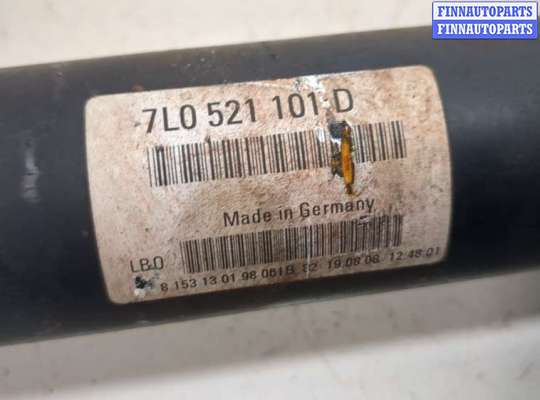 FINNAUTOPARTS
FINNAUTOPARTS
7L0 521 101 D
Made in Germany
LB0
8 153 13 01 98 061B 32 19.08.08 12:48:01